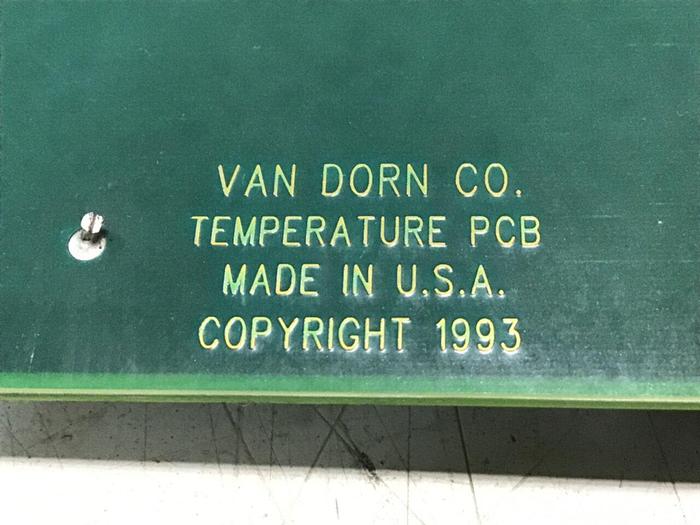 VAN DORN CO.
TEMPERATURE PCB
MADE IN U.S.A.
COPYRIGHT 1993